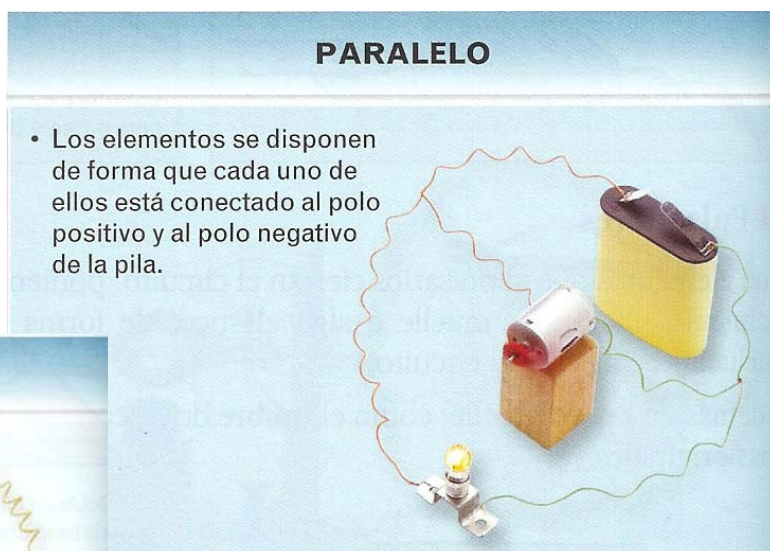 PARALELO
• Los elementos se disponen
de forma que cada uno de
ellos está conectado al polo
positivo y al polo negativo
de la pila.